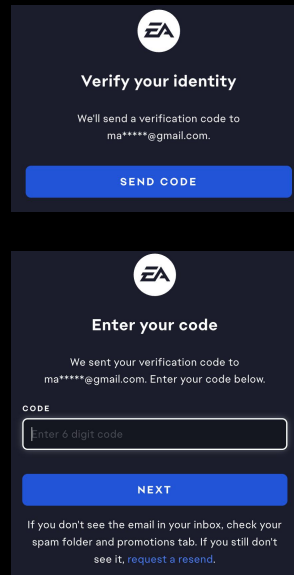 EA
Verify your identity
We'll send a verification code to
ma*****@gmail.com.
SEND CODE
EA
Enter your code
We sent your verification code to
ma*****@gmail.com. Enter your code below.
CODE
Enter 6 digit code
NEXT
If you don't see the email in your inbox, check your
spam folder and promotions tab. If you still don't
see it, request a resend.